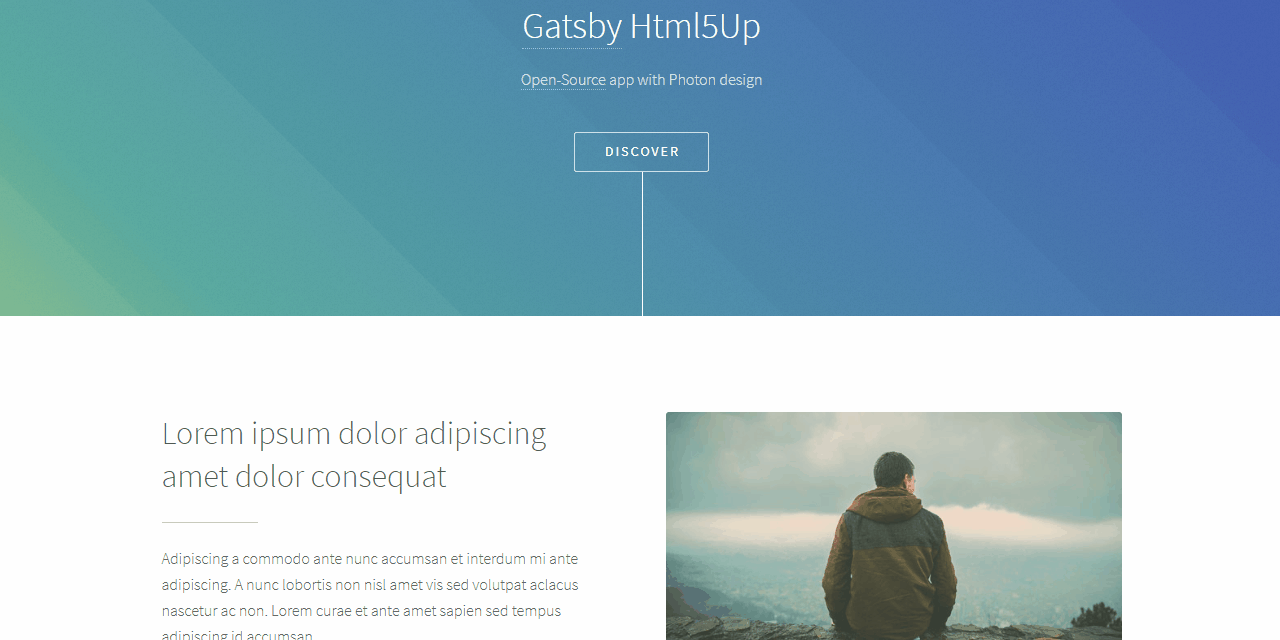 Gatsby Html5Up
Open-Source app with Photon design
DISCOVER
Lorem ipsum dolor adipiscing
amet dolor consequat
Adipiscing a commodo ante nunc accumsan et interdum mi ante
adipiscing. A nunc lobortis non nisl amet vis sed volutpat aclacus
nascetur ac non. Lorem curae et ante amet sapien sed tempus
adipiscing id accumsan.